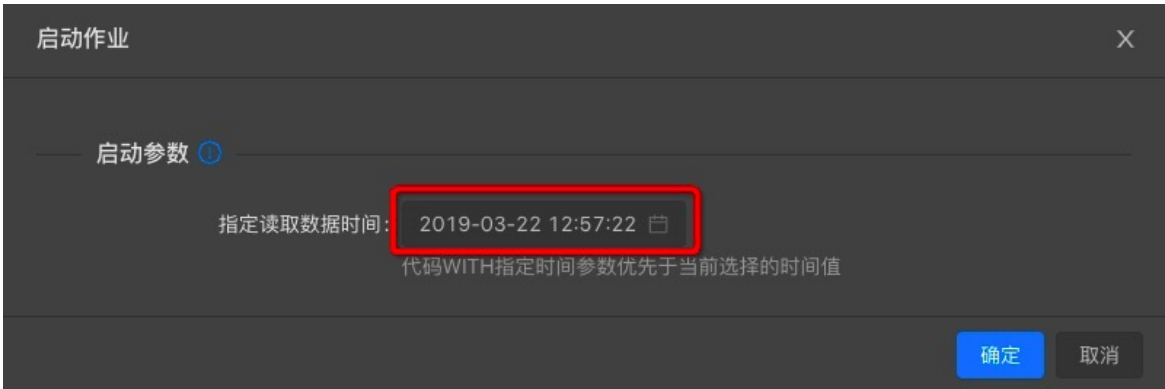 启动作业 X
启动参数
指定读取数据时间: 2019-03-22 12:57:22
代码WITH指定时间参数优先于当前选择的时间值
确定 取消